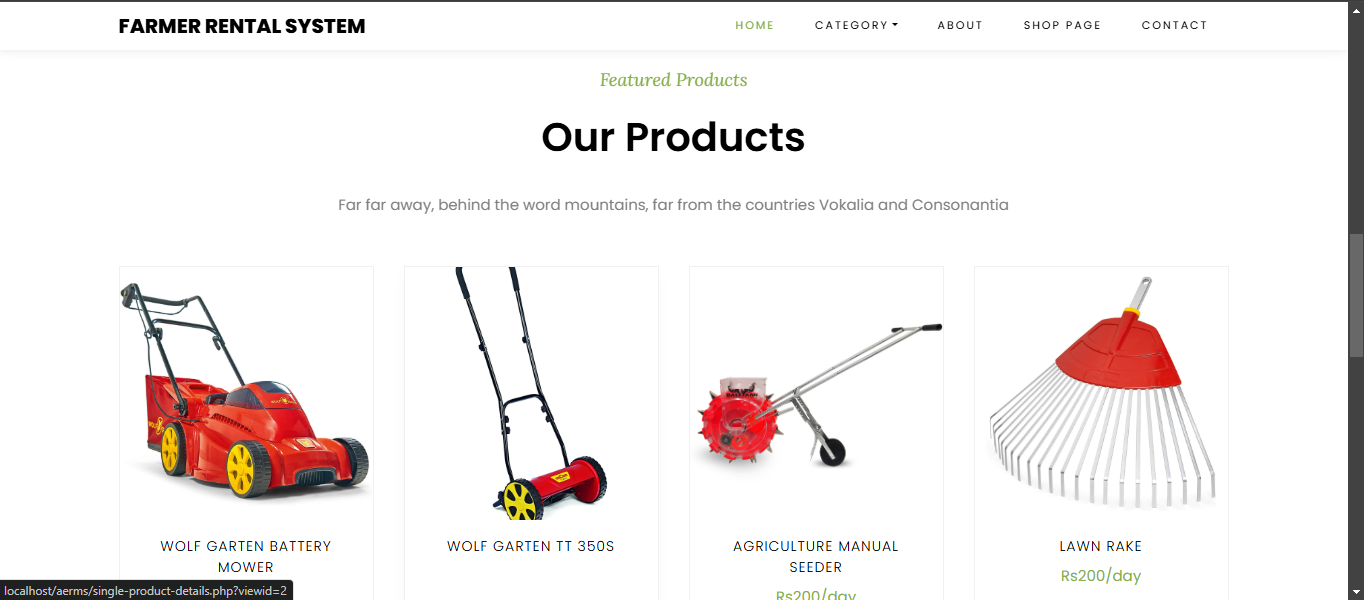 FARMER RENTAL SYSTEM
HOME CATEGORY ABOUT SHOP PAGE CONTACT
Featured Products
Our Products
Far far away, behind the word mountains, far from the countries Vokalia and Consonantia
WOLF GARTEN BATTERY
MOWER
WOLF GARTEN TT 350S
AGRICULTURE MANUAL
SEEDER
Rs200/day
LAWN RAKE
Rs200/day
localhost/aerms/single-product-details.php?viewid=2